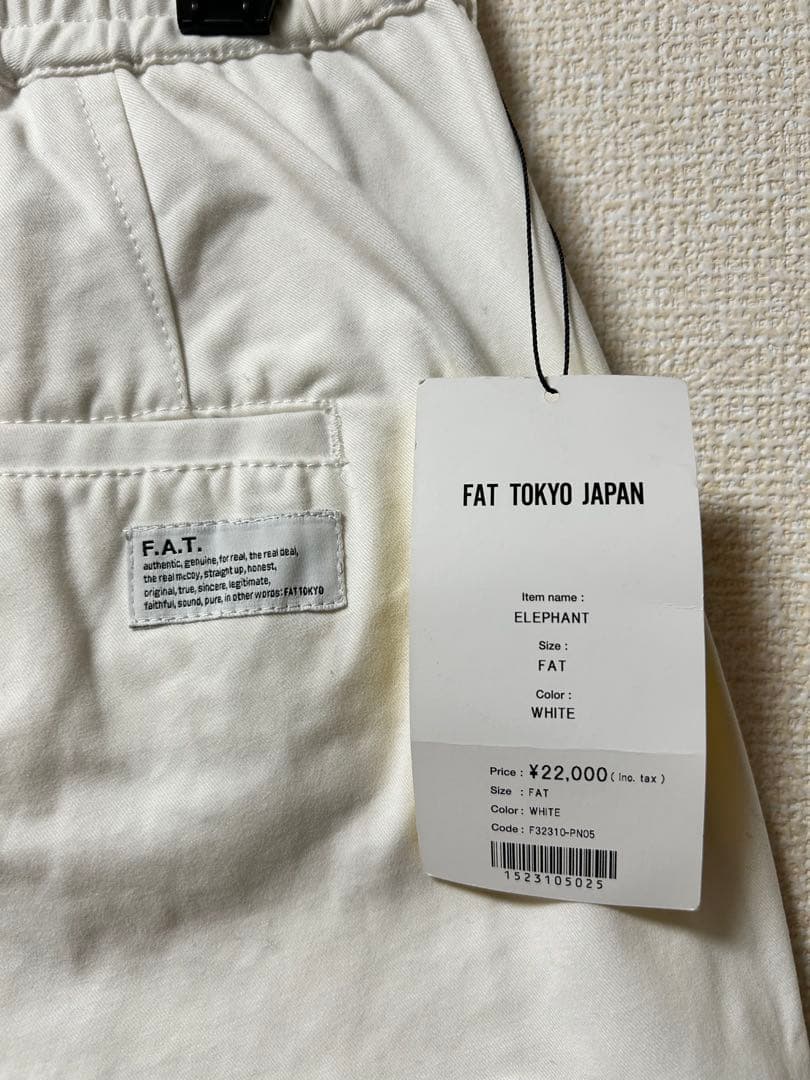 F.A.T.
authentic, genuine, for real, the real deal,
the real mcCoy, straight up, honest,
original, true, sincere, legitimate,
faithful, sound, pure, in other words: FAT TOKYO
FAT TOKYO JAPAN
Item name :
ELEPHANT
Size :
FAT
Color :
WHITE
Price : ¥22,000 ( Inc. tax )
Size : FAT
Color : WHITE
Code : F32310-PN05
1523105025